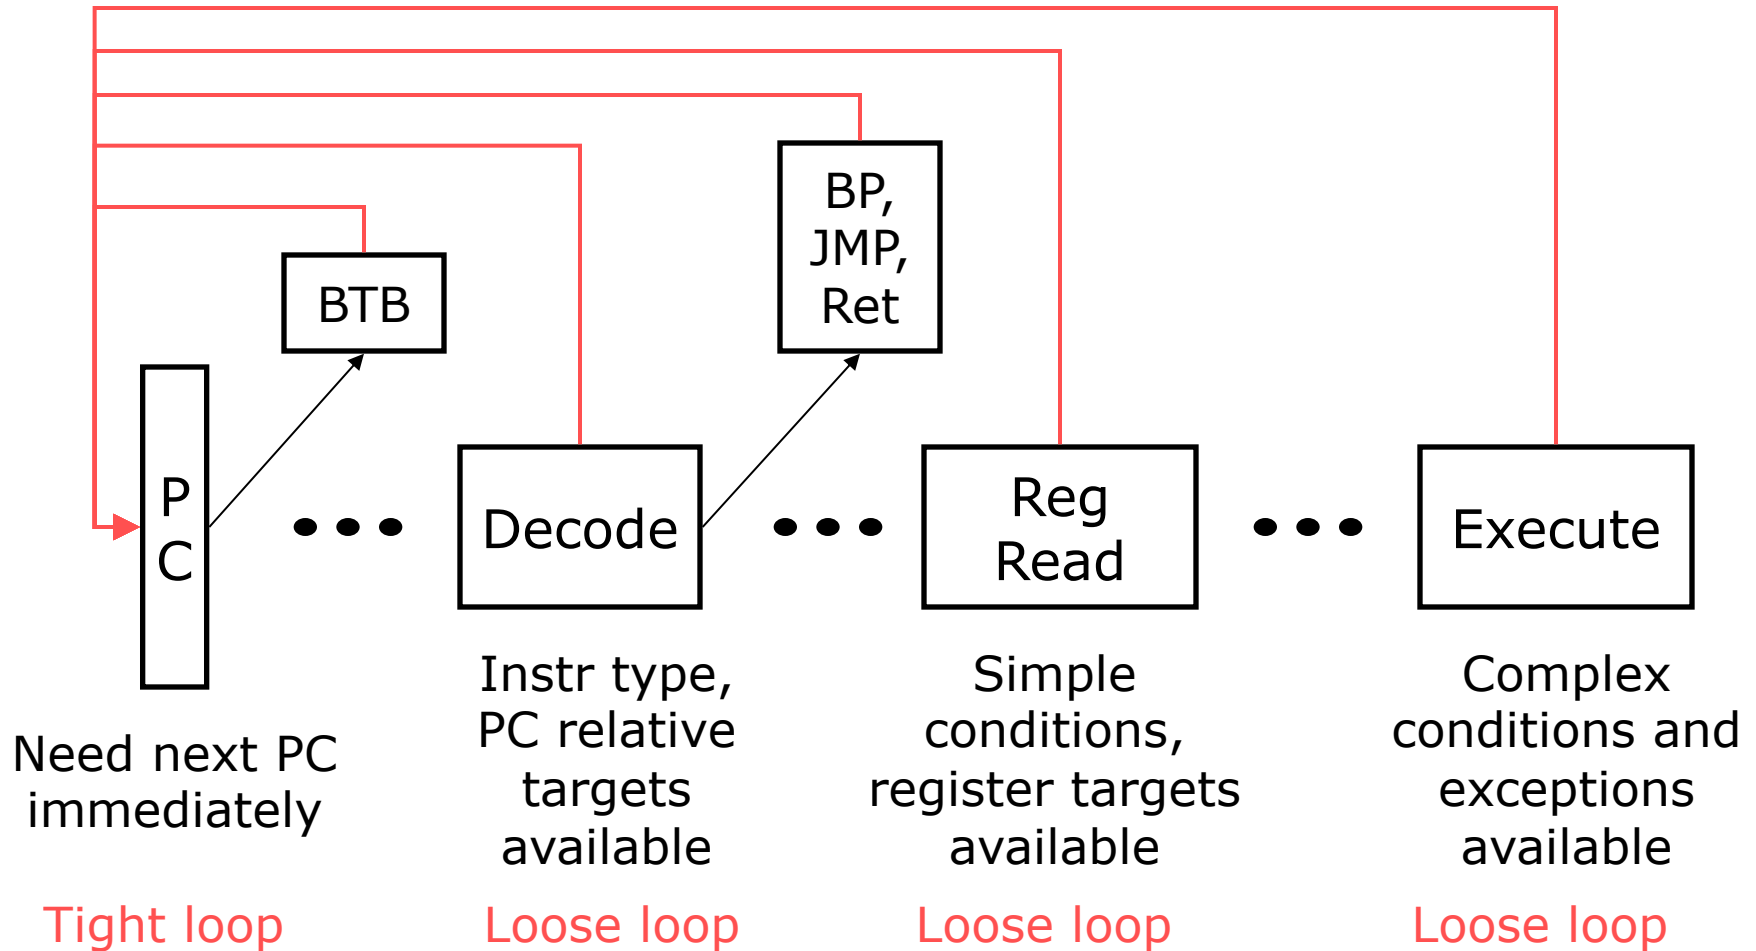 BP,
JMP,
Ret
BTB
P
C
Decode
Reg
Read
Execute
Need next PC
immediately
Instr type,
PC relative
targets
available
Simple
conditions,
register targets
available
Complex
conditions and
exceptions
available
Tight loop
Loose loop
Loose loop
Loose loop